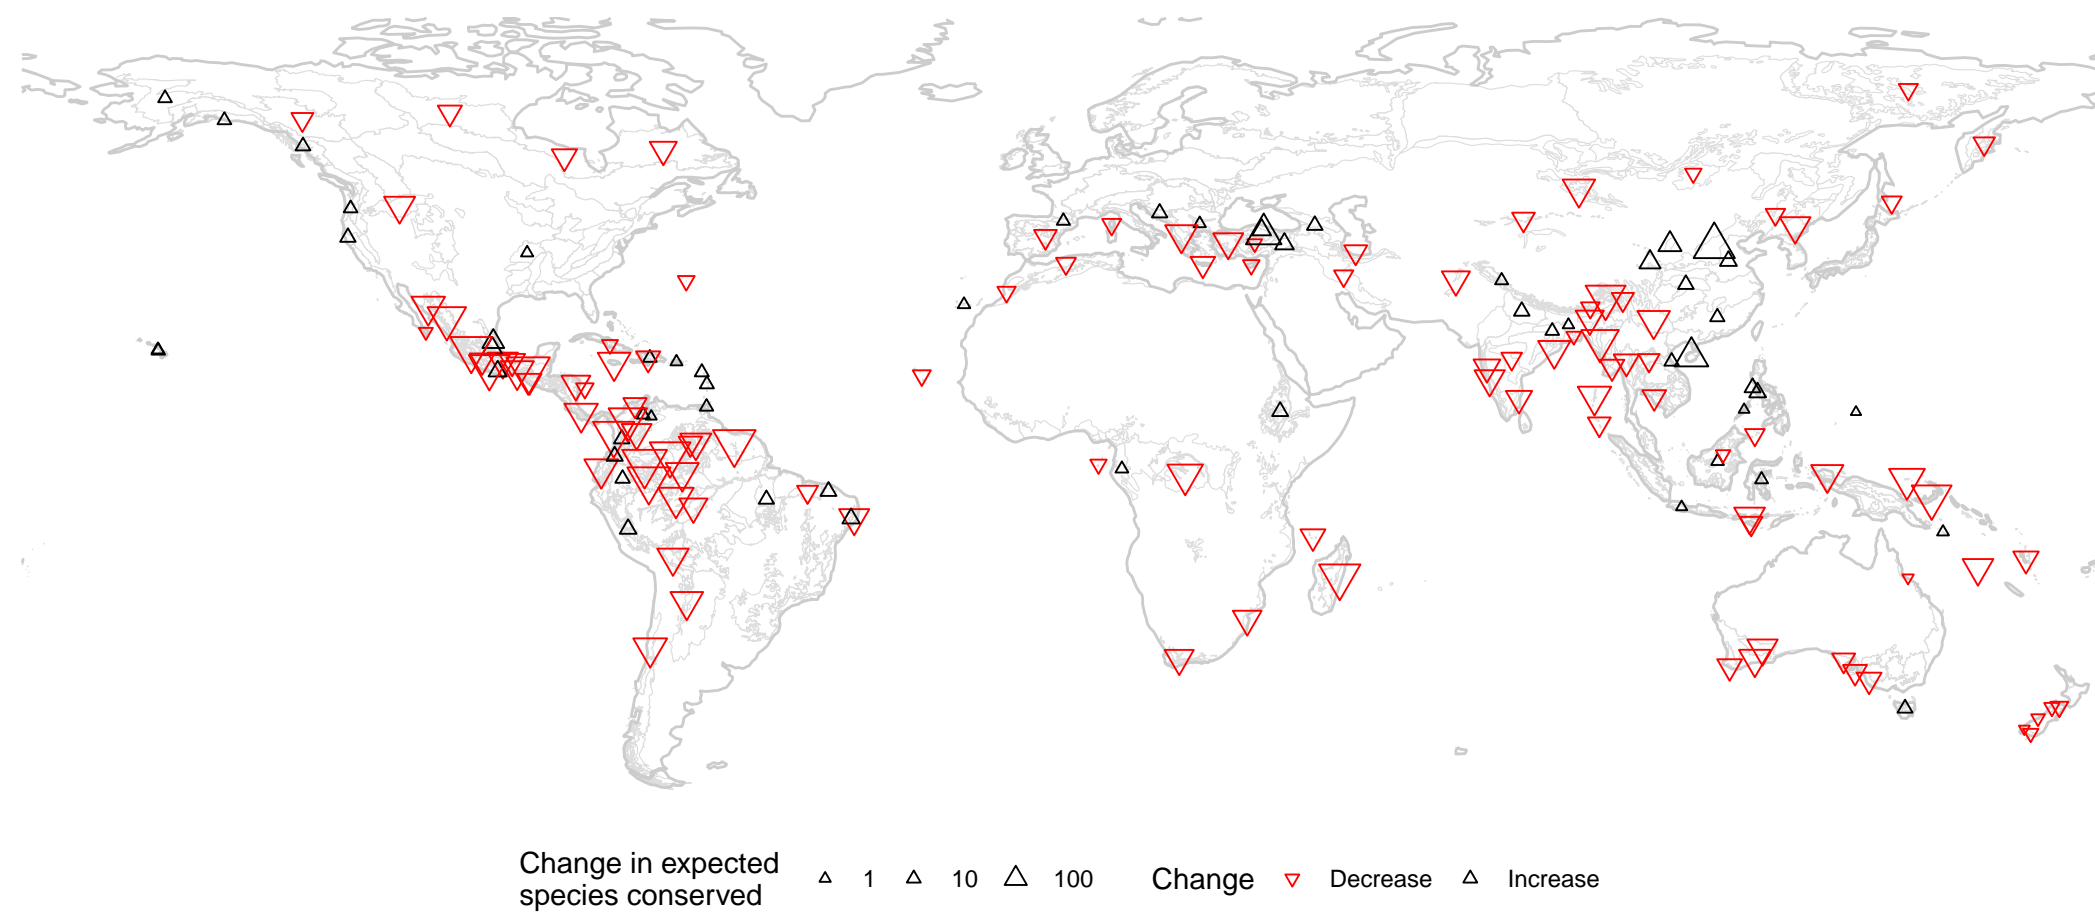 Change in expected
species conserved
1
10
100
Change
Decrease
Increase